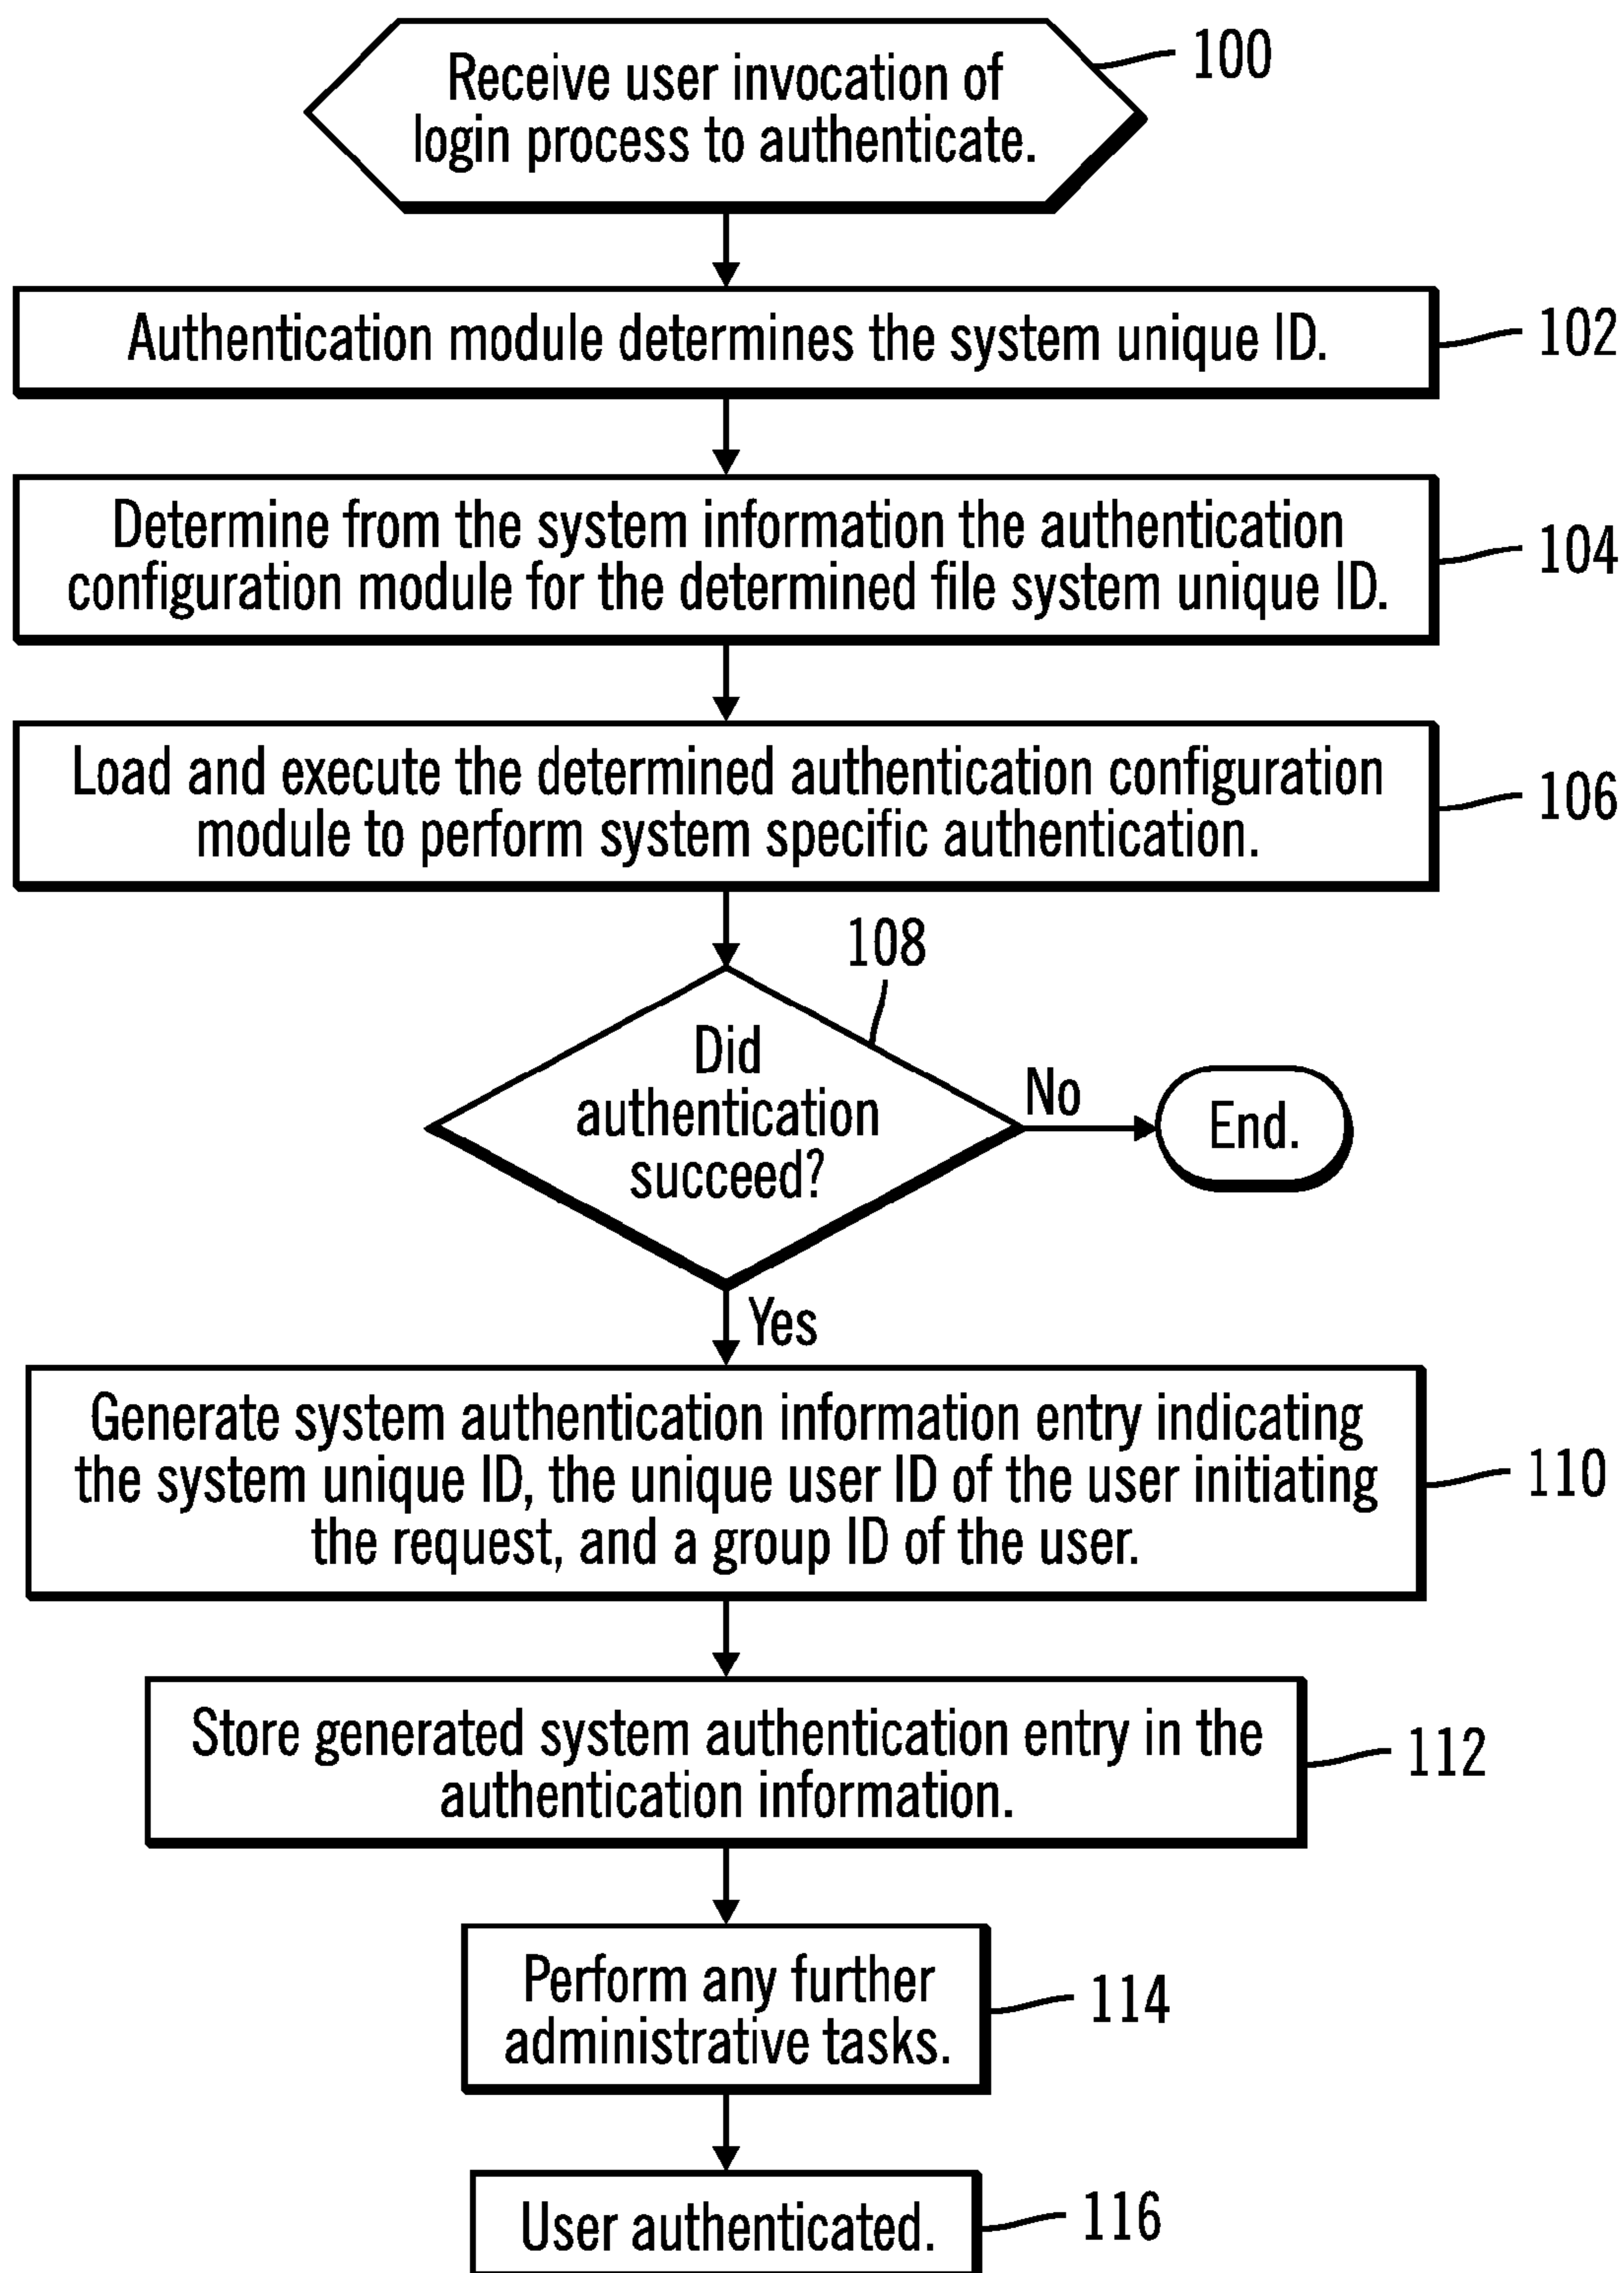 Receive user invocation of
login process to authenticate.
100
Authentication module determines the system unique ID.
102
Determine from the system information the authentication
configuration module for the determined file system unique ID.
104
Load and execute the determined authentication configuration
module to perform system specific authentication.
106
108
Did
authentication
succeed?
No
End.
Yes
Generate system authentication information entry indicating
the system unique ID, the unique user ID of the user initiating
the request, and a group ID of the user.
110
Store generated system authentication entry in the
authentication information.
112
Perform any further
administrative tasks.
114
User authenticated.
116